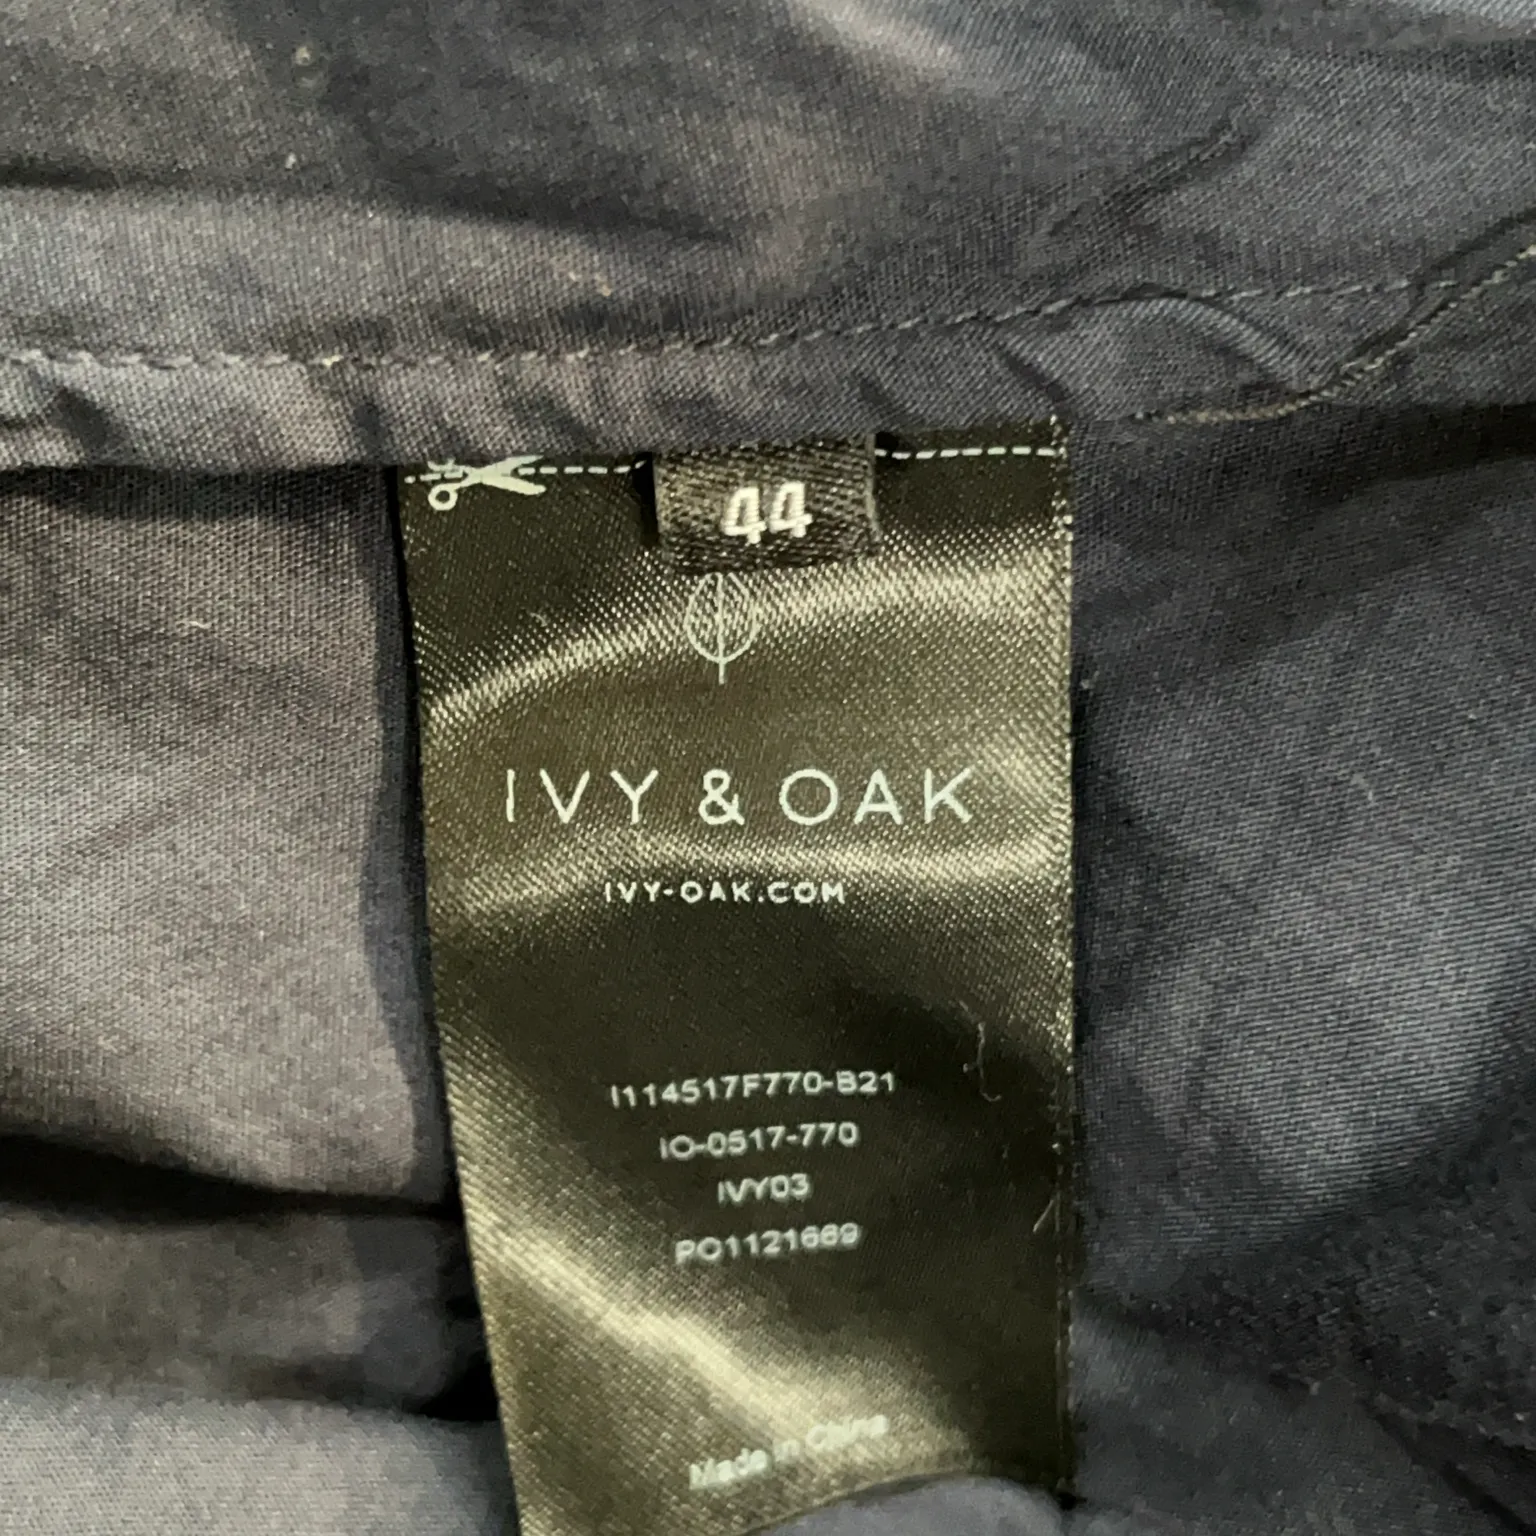 44
IVY & OAK
IVY-OAK.COM
I114517F770-B21
IO-0517-770
IVY03
PO1121669
Made in China